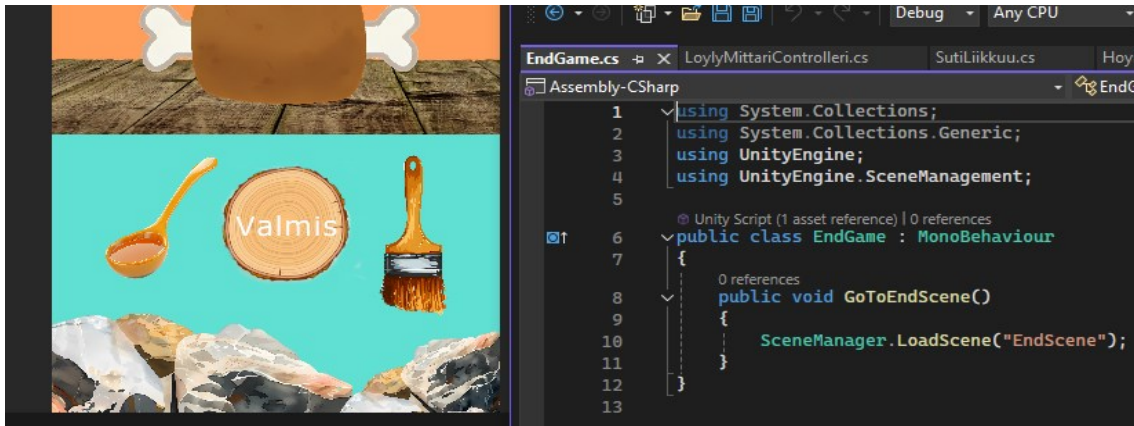 Valmis
Debug Any CPU
EndGame.cs LoylyMittariControlleri.cs SutiLiikkuu.cs Hoy
Assembly-CSharp EndG
1 using System.Collections;
2 using System.Collections.Generic;
3 using UnityEngine;
4 using UnityEngine.SceneManagement;
5
Unity Script (1 asset reference) | 0 references
6 public class EndGame : MonoBehaviour
7 {
0 references
8 public void GoToEndScene()
9 {
10 SceneManager.LoadScene("EndScene");
11 }
12 }
13